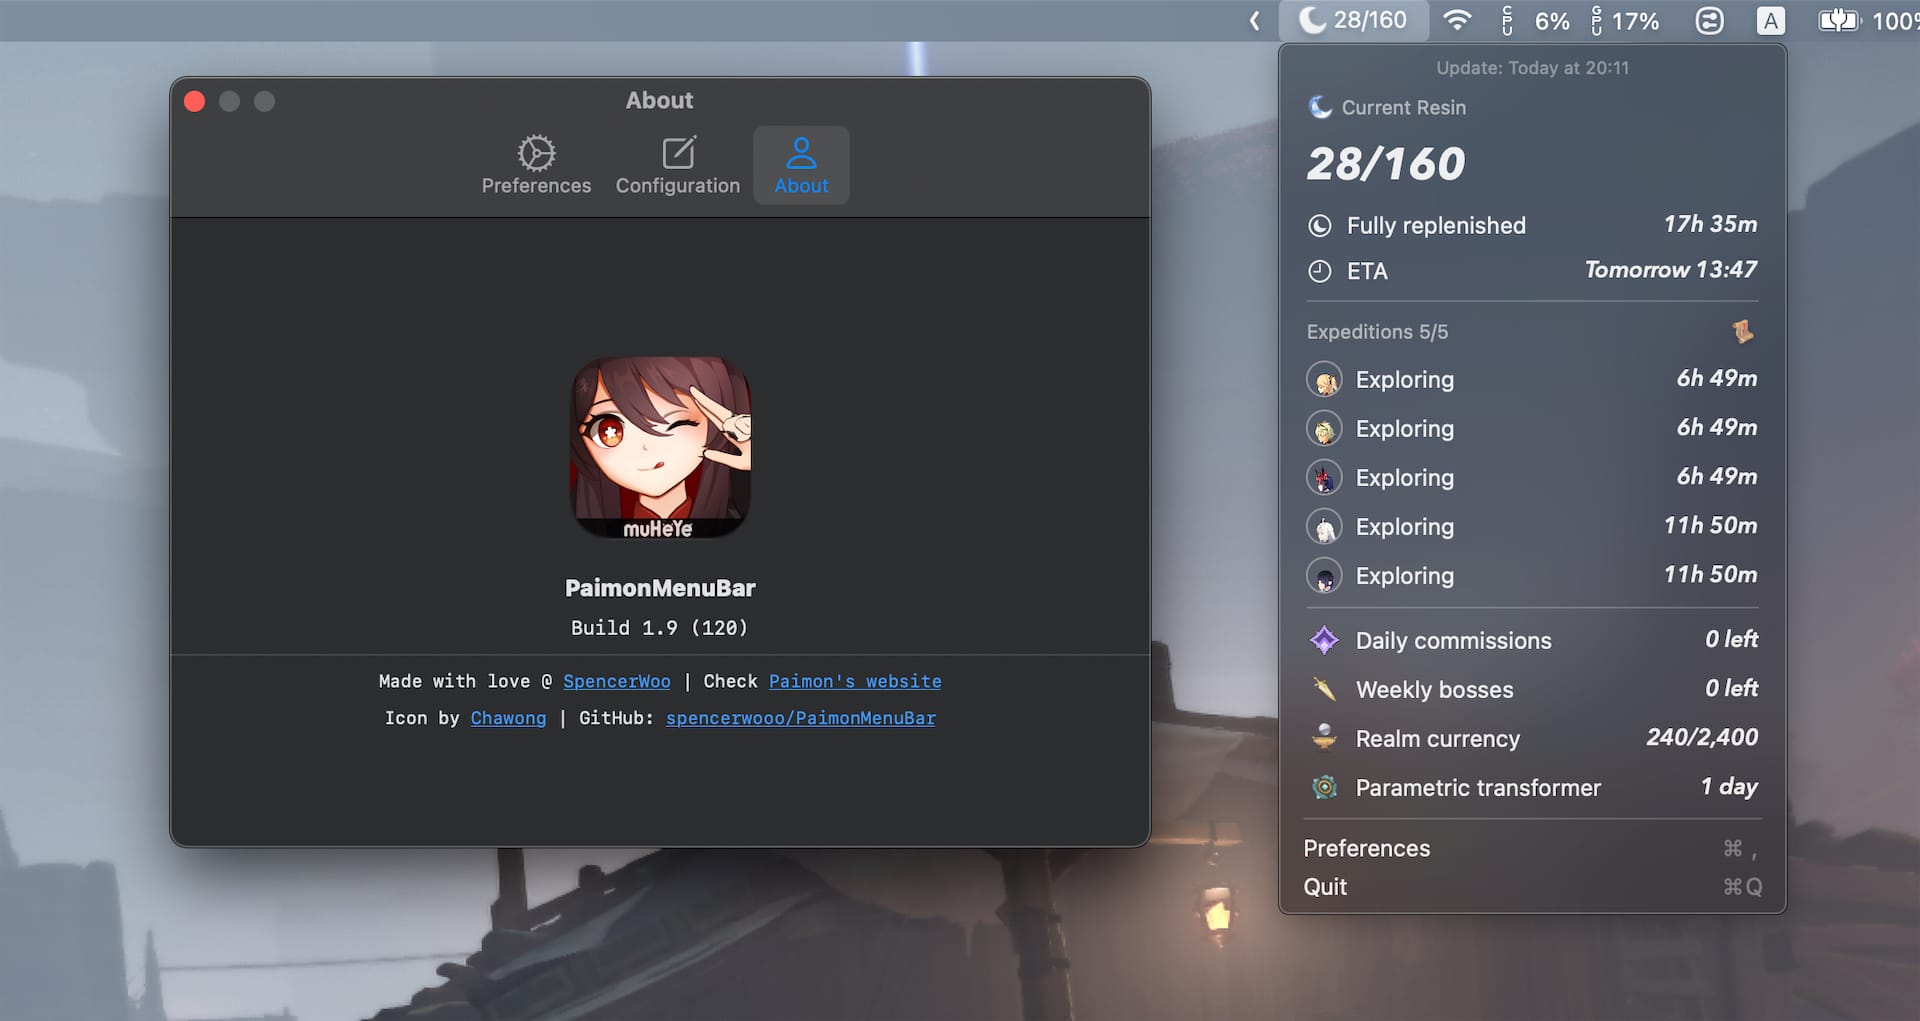 28/160
CPU 6% GPU 17%
A
100%
About
Preferences Configuration About
muHeYe
PaimonMenuBar
Build 1.9 (120)
Made with love @ SpencerWoo | Check Paimon's website
Icon by Chawong | GitHub: spencerwooo/PaimonMenuBar
Update: Today at 20:11
Current Resin
28/160
Fully replenished 17h 35m
ETA Tomorrow 13:47
Expeditions 5/5
Exploring 6h 49m
Exploring 6h 49m
Exploring 6h 49m
Exploring 11h 50m
Exploring 11h 50m
Daily commissions 0 left
Weekly bosses 0 left
Realm currency 240/2,400
Parametric transformer 1 day
Preferences ⌘ ,
Quit ⌘Q